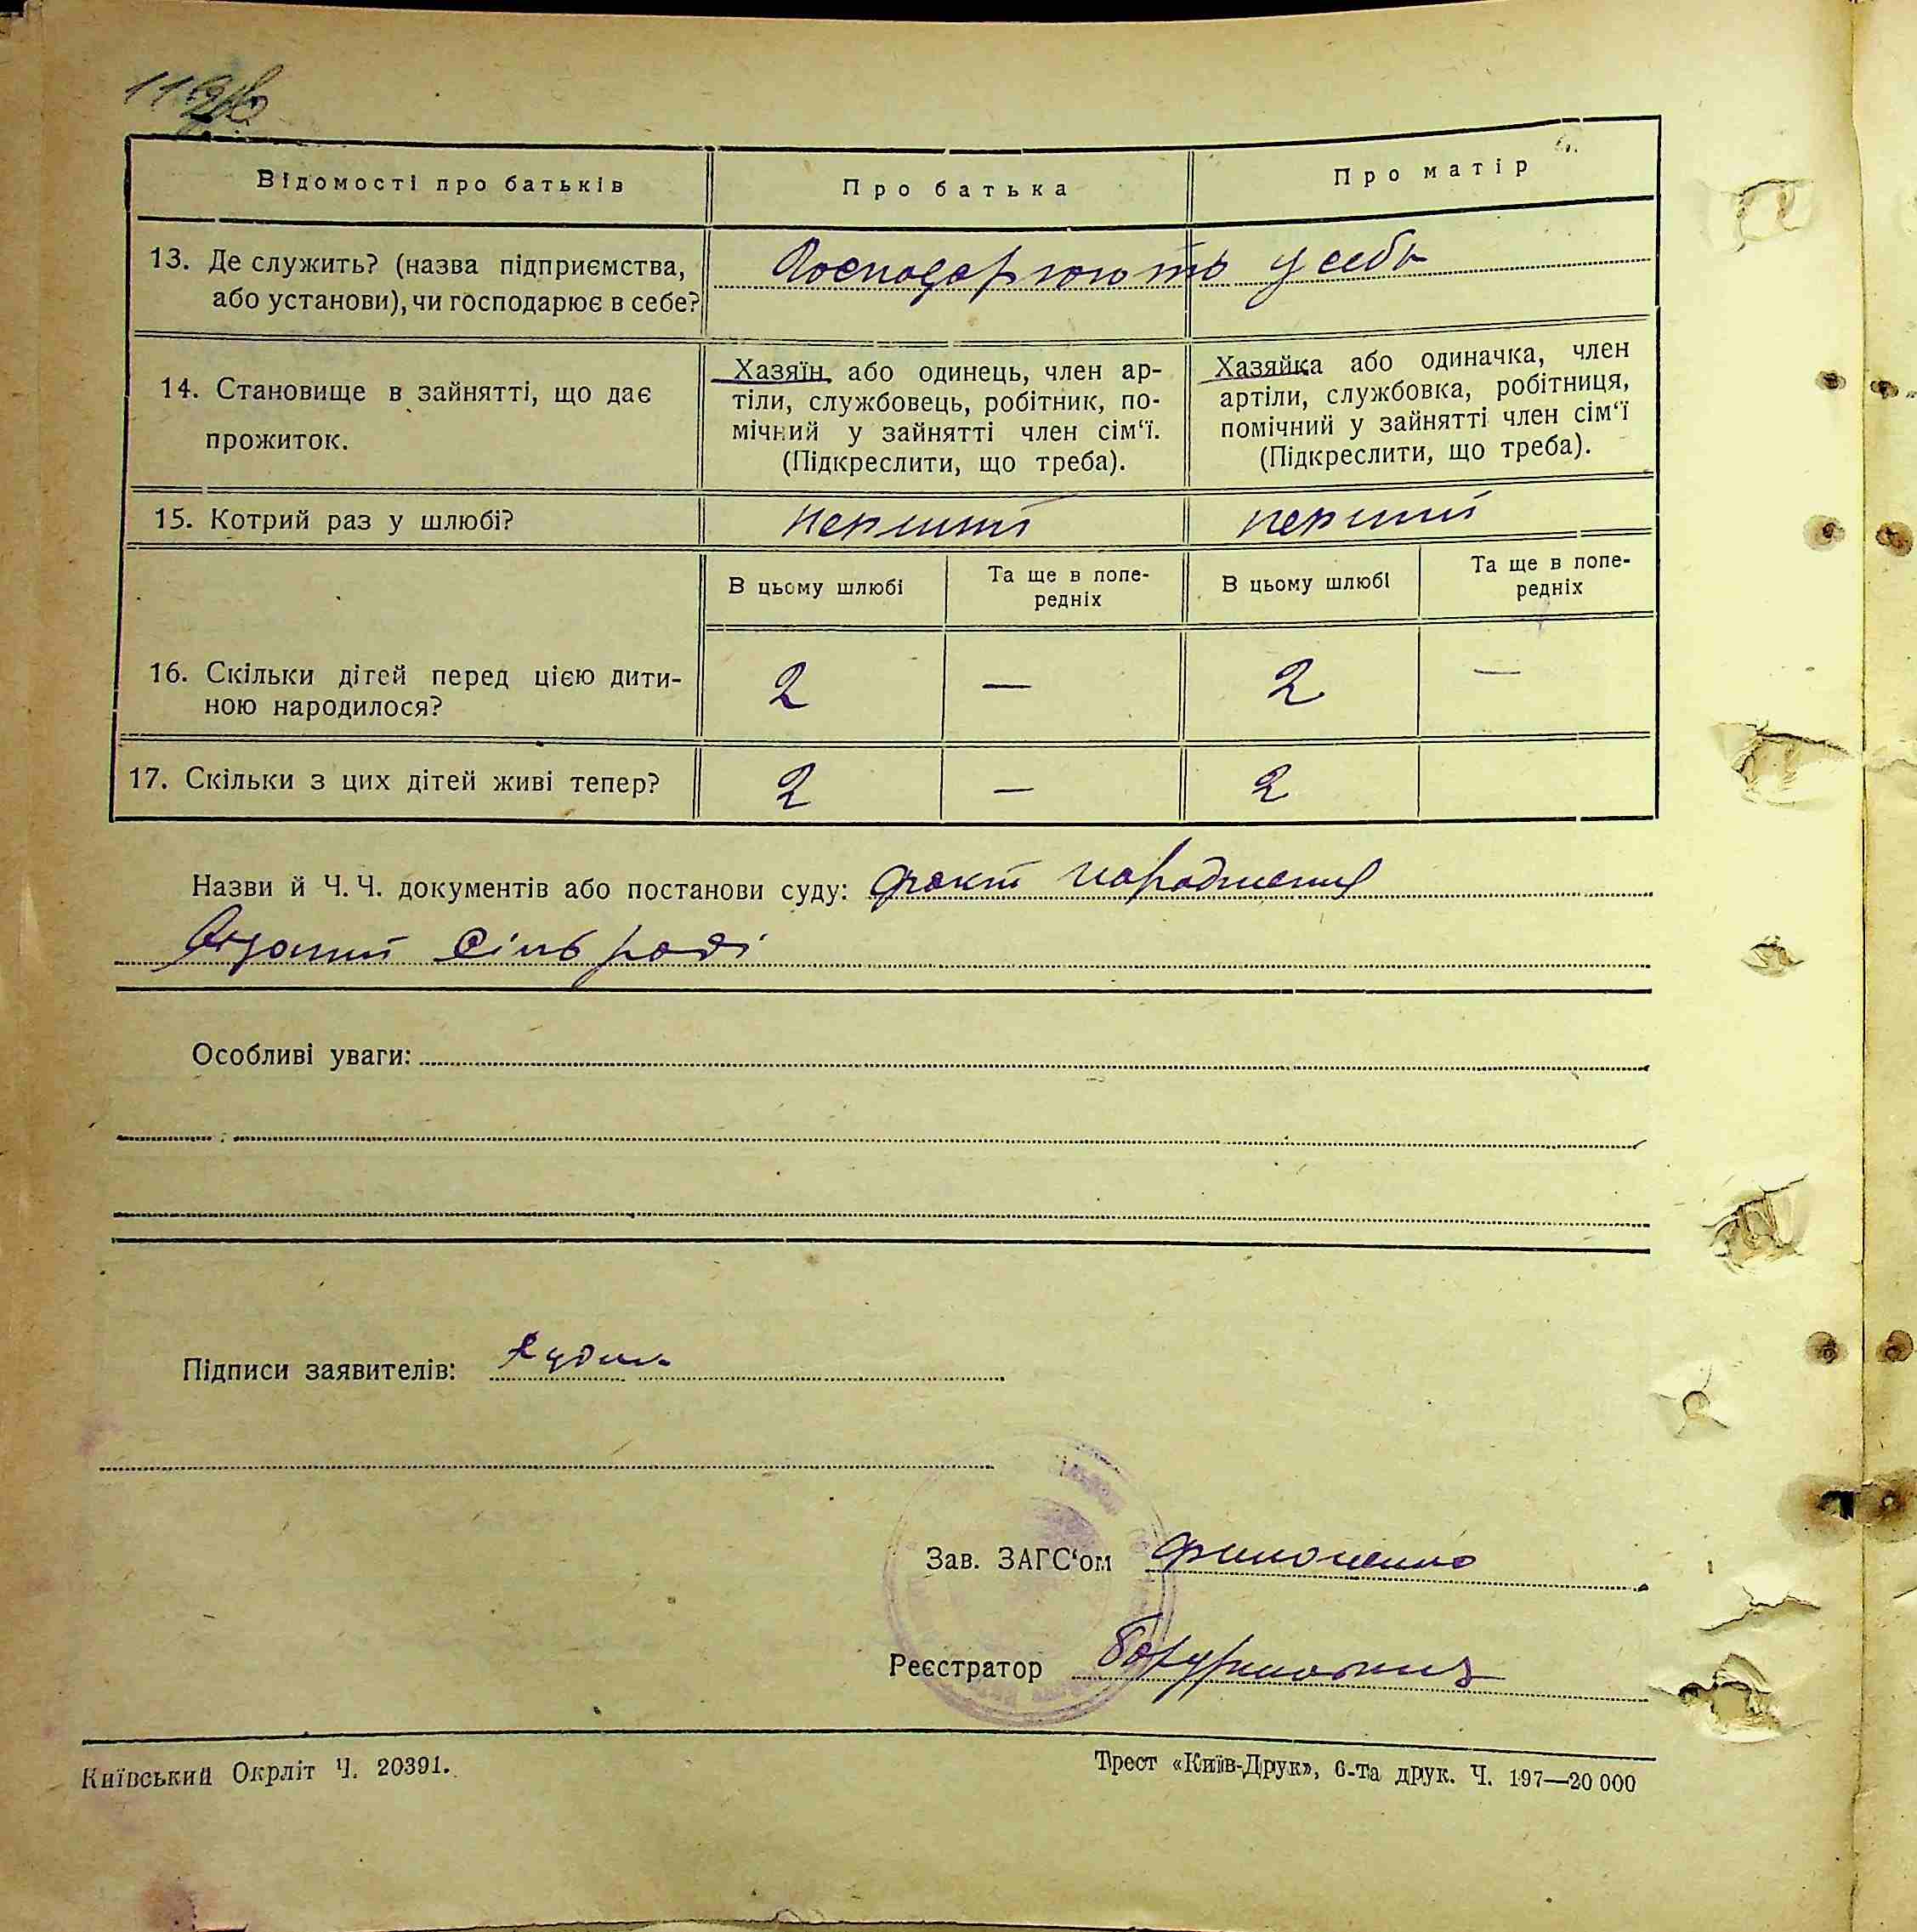 Відомості про батьків
Про батька
Про матір
13. Де служить? (назва підприємства,
або установи), чи господарює в себе?
Господарюють у себе
14. Становище в зайнятті, що дає
прожиток.
Хазяїн, або одинець, член ар-
тіли, службовець, робітник, по-
мічний у зайнятті член сім‘ї.
(Підкреслити, що треба).
Хазяйка або одиначка, член
артіли, службовка, робітниця,
помічний у зайнятті член сім‘ї
(Підкреслити, що треба).
15. Котрий раз у шлюбі?
перший
перший
В цьому шлюбі
Та ще в попе-
редніх
В цьому шлюбі
Та ще в попе-
редніх
16. Скільки дітей перед цією дити-
ною народилося?
2
—
2
—
17. Скільки з цих дітей живі тепер?
2
—
2
Назви й Ч. Ч. документів або постанови суду: факт народження
сільраді
Особливі уваги:
Підписи заявителів:
Зав. ЗАГС‘ом
Реєстратор
Київський Окрліт Ч. 20391.
Трест «Київ-Друк», 6-та друк. Ч. 197—20 000